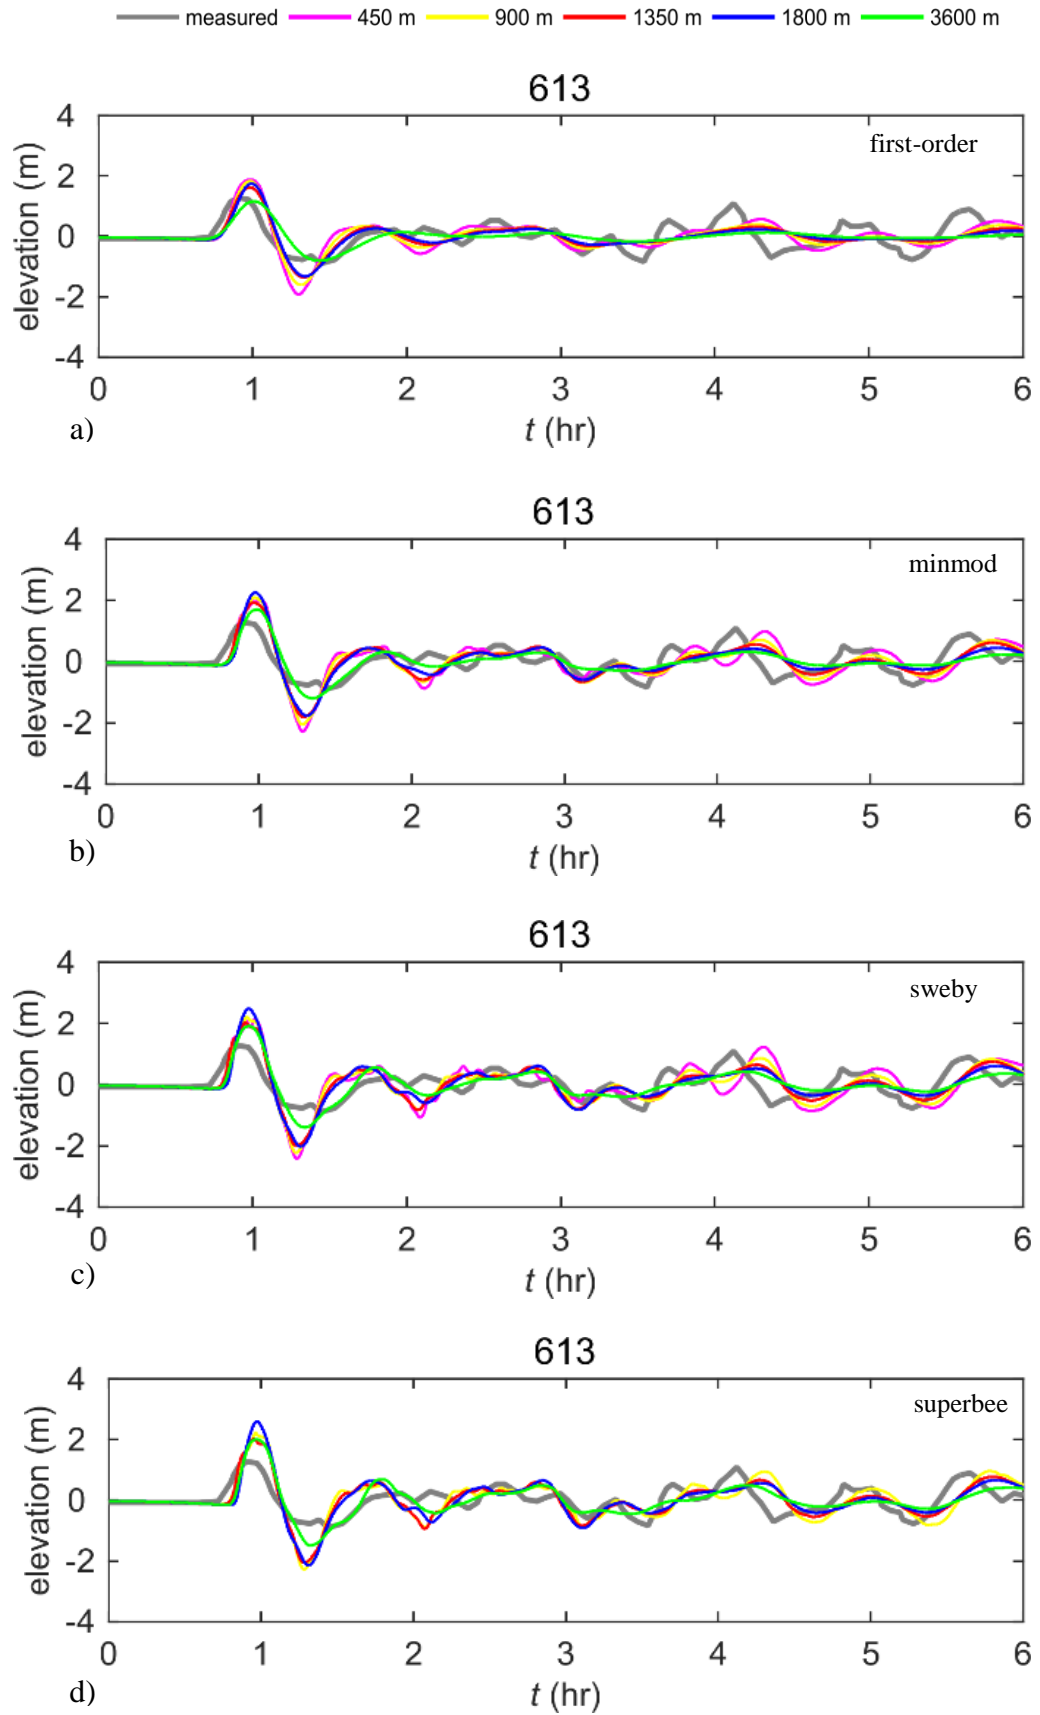 measured 450 m 900 m 1350 m 1800 m 3600 m
613
first-order
elevation (m)
4
2
0
-2
-4
0 1 2 3 4 5 6
t (hr)
a)
613
minmod
elevation (m)
4
2
0
-2
-4
0 1 2 3 4 5 6
t (hr)
b)
613
sweby
elevation (m)
4
2
0
-2
-4
0 1 2 3 4 5 6
t (hr)
c)
613
superbee
elevation (m)
4
2
0
-2
-4
0 1 2 3 4 5 6
t (hr)
d)